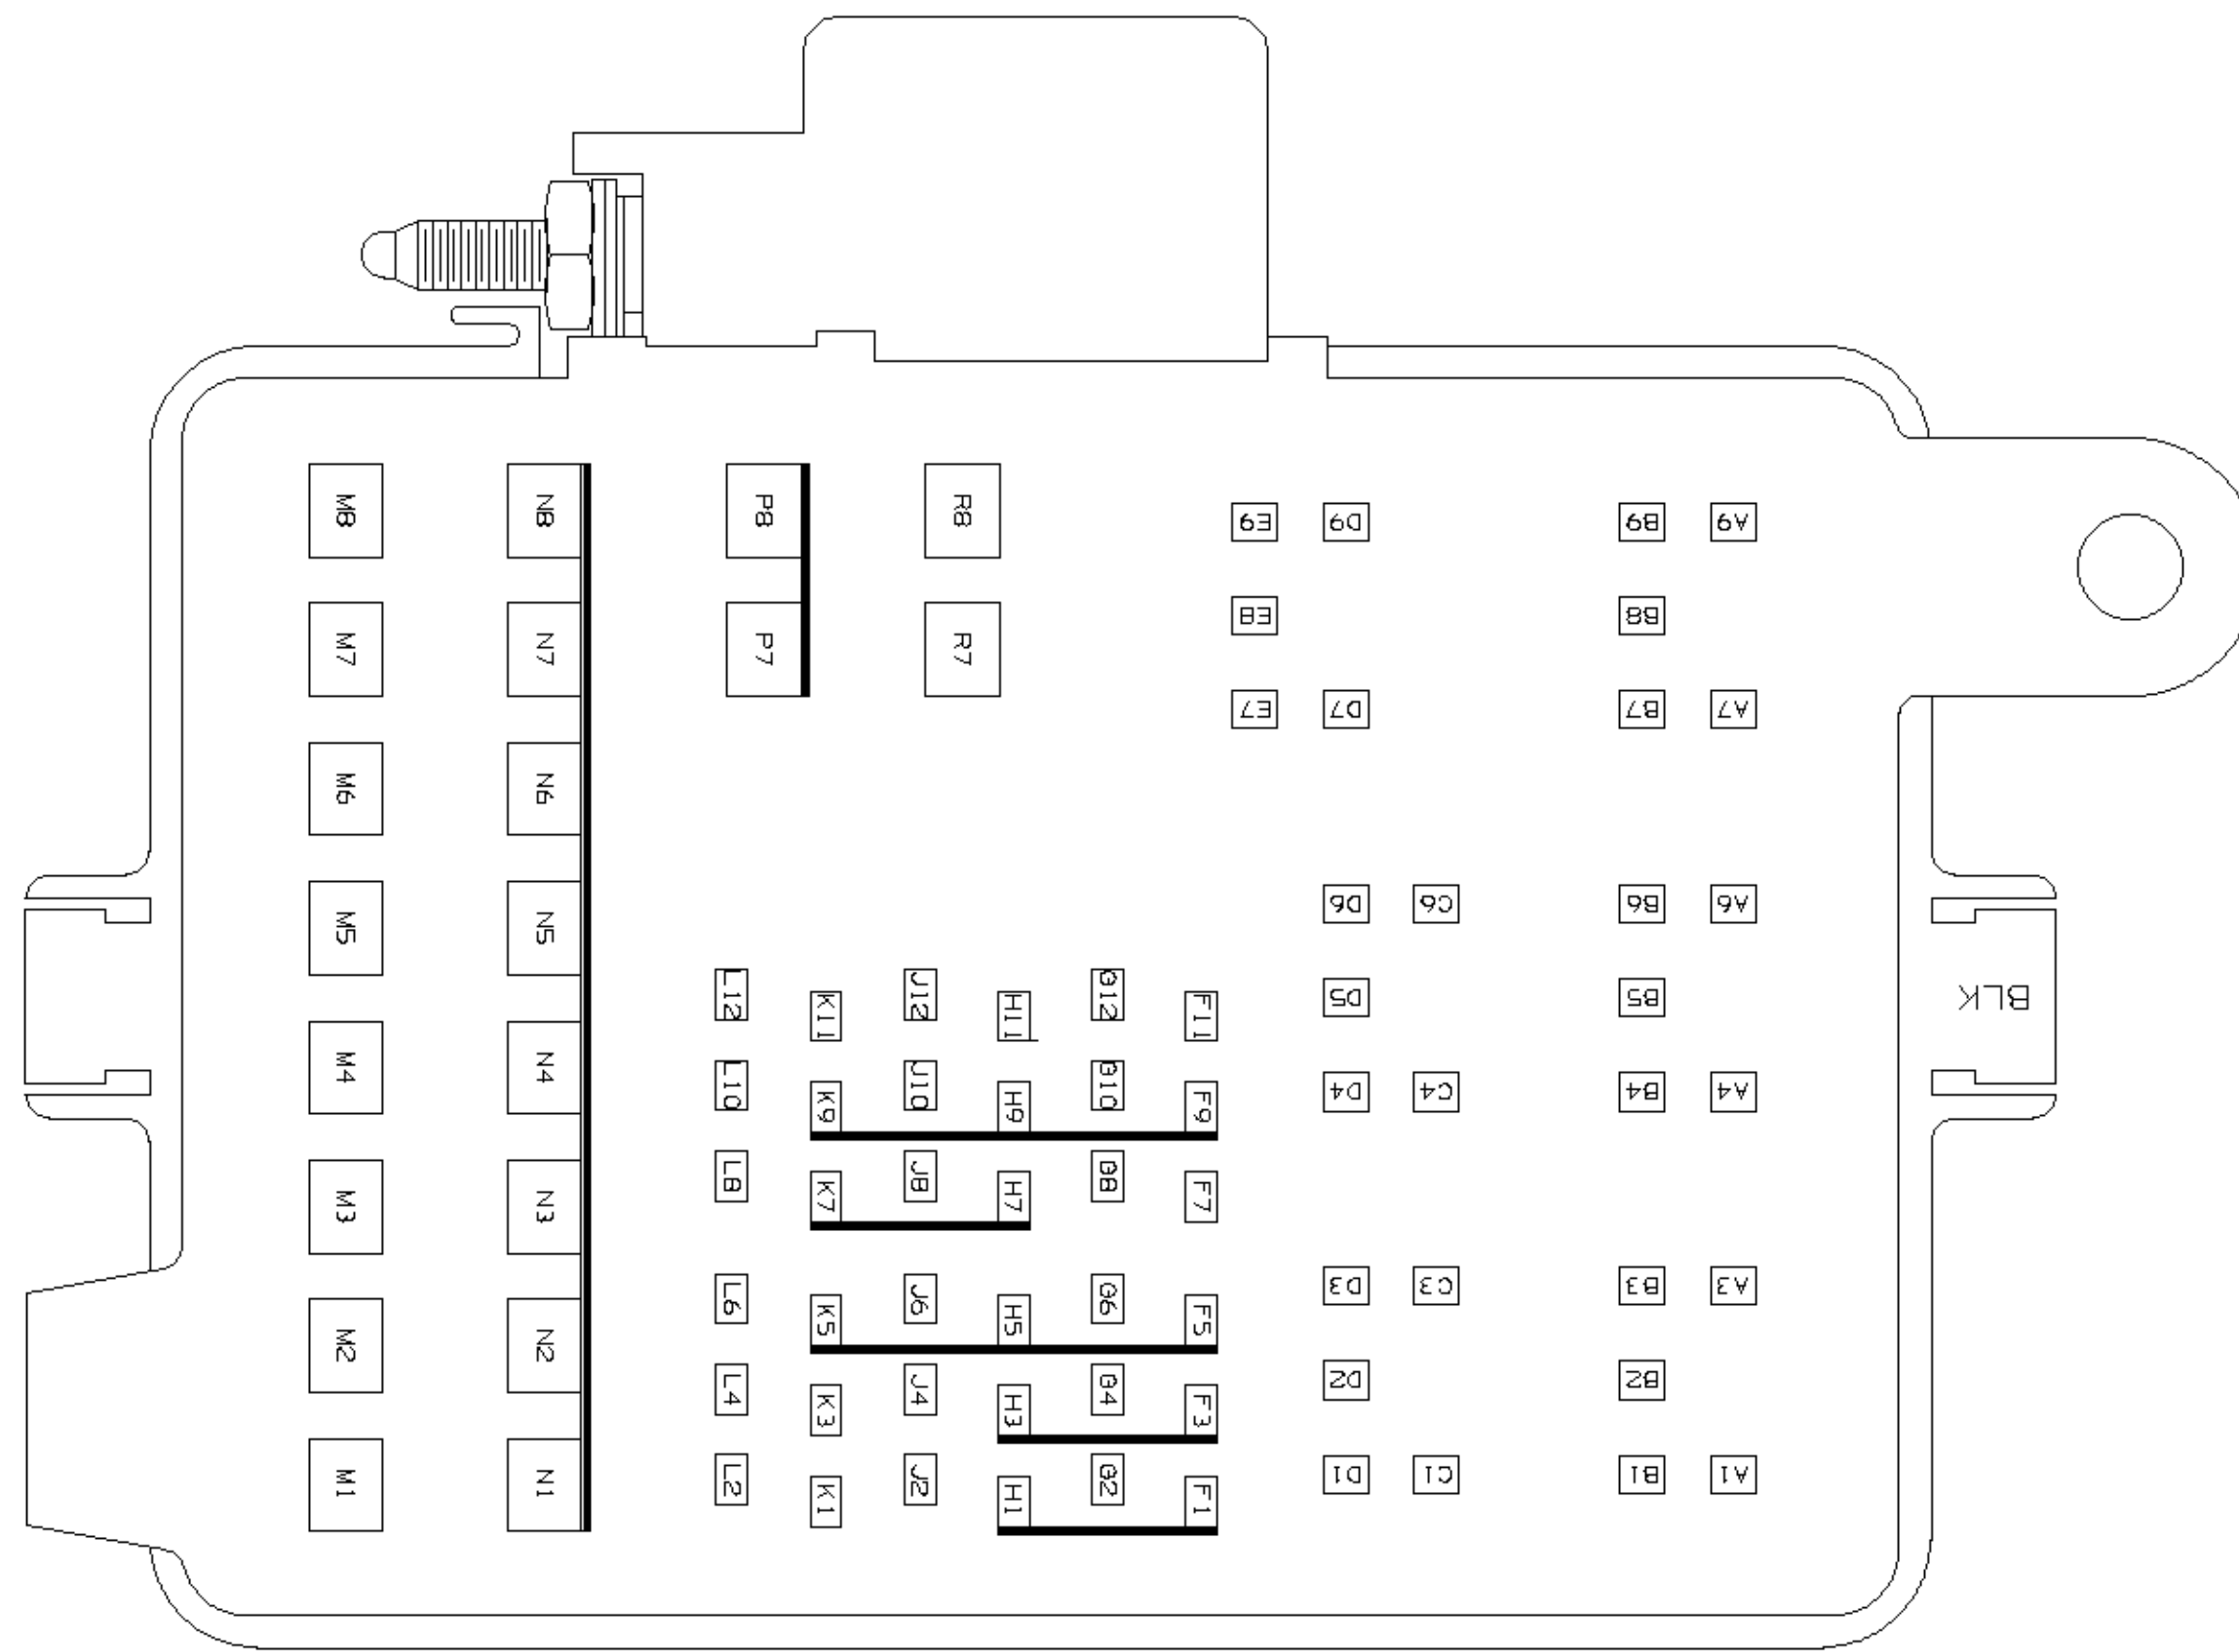 M8 N8 P8 R8 E9 D9 B9 A9
E8 B8
M7 N7 P7 R7 E7 D7 B7 A7
M6 N6
D6 C6 B6 A6
M5 N5
L12 J12 G12 D5 B5 BLK
K11 H11 F11
M4 N4 L10 J10 G10 D4 C4 B4 A4
K9 H9 F9
L8 J8 G8
M3 N3 K7 H7 F7
L6 J6 G6 D3 C3 B3 A3
K5 H5 F5
M2 N2
L4 J4 G4 D2 B2
K3 H3 F3
M1 N1 L2 J2 G2 D1 C1 B1 A1
K1 H1 F1